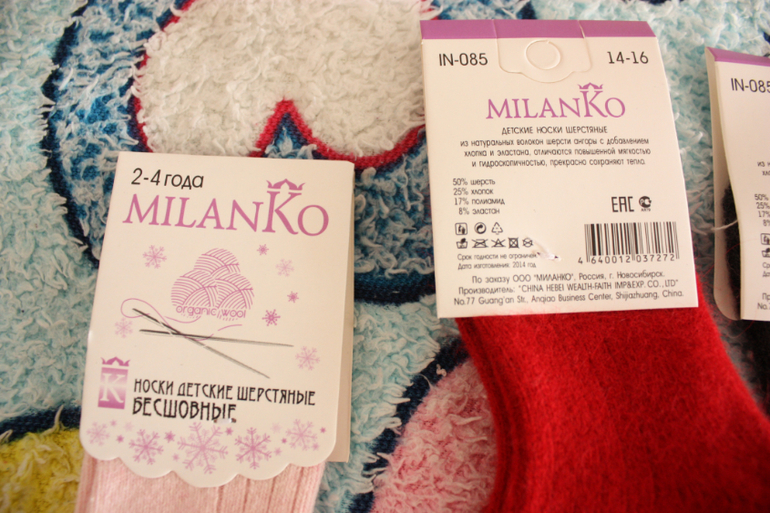 2-4 года
MILANKO
organic wool
K
НОСКИ ДЕТСКИЕ ШЕРСТЯНЫЕ
БЕСШОВНЫЕ
IN-085 14-16
MILANKO
ДЕТСКИЕ НОСКИ ШЕРСТЯНЫЕ
из натуральных волокон шерсти ангоры с добавлением
хлопка и эластана, отличаются повышенной мягкостью
и гидроскопичностью, прекрасно сохраняют тепло.
50% шерсть
25% хлопок
17% полиамид
8% эластан
EAC
Срок годности не ограничен
Дата изготовления: 2014 год
4 640012 037272
По заказу ООО "МИЛАНКО", Россия, г. Новосибирск.
Производитель: "CHINA HEBEI WEALTH-FAITH IMP&EXP. CO., LTD"
No.77 Guang'an Str., Anqiao Business Center, Shijiazhuang, China.
IN-085
50%
25%
17%
8%